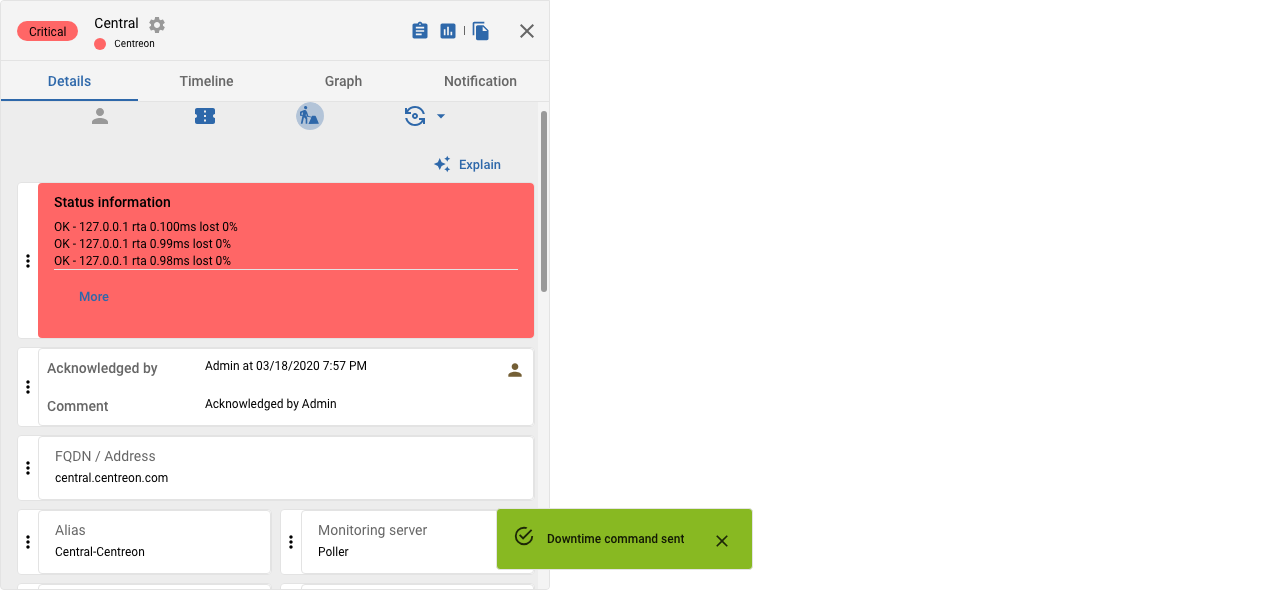 Critical
Central
Centreon
Details
Timeline
Graph
Notification
Explain
Status information
OK - 127.0.0.1 rta 0.100ms lost 0%
OK - 127.0.0.1 rta 0.99ms lost 0%
OK - 127.0.0.1 rta 0.98ms lost 0%
More
Acknowledged by
Admin at 03/18/2020 7:57 PM
Comment
Acknowledged by Admin
FQDN / Address
central.centreon.com
Alias
Central-Centreon
Monitoring server
Poller
Downtime command sent